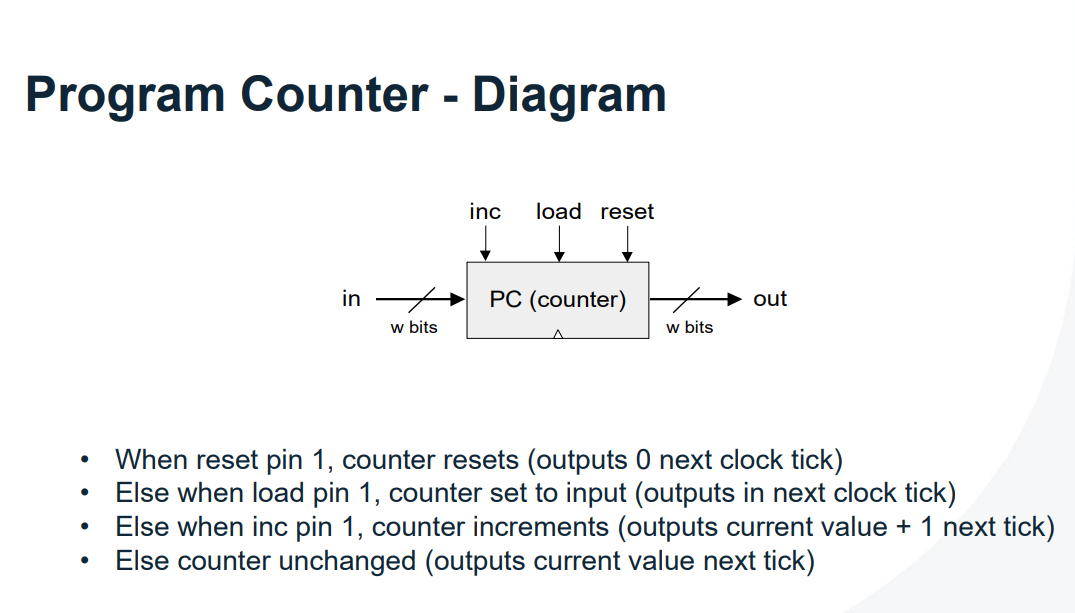 Program Counter - Diagram
inc load reset
in PC (counter) out
w bits w bits
• When reset pin 1, counter resets (outputs 0 next clock tick)
• Else when load pin 1, counter set to input (outputs in next clock tick)
• Else when inc pin 1, counter increments (outputs current value + 1 next tick)
• Else counter unchanged (outputs current value next tick)